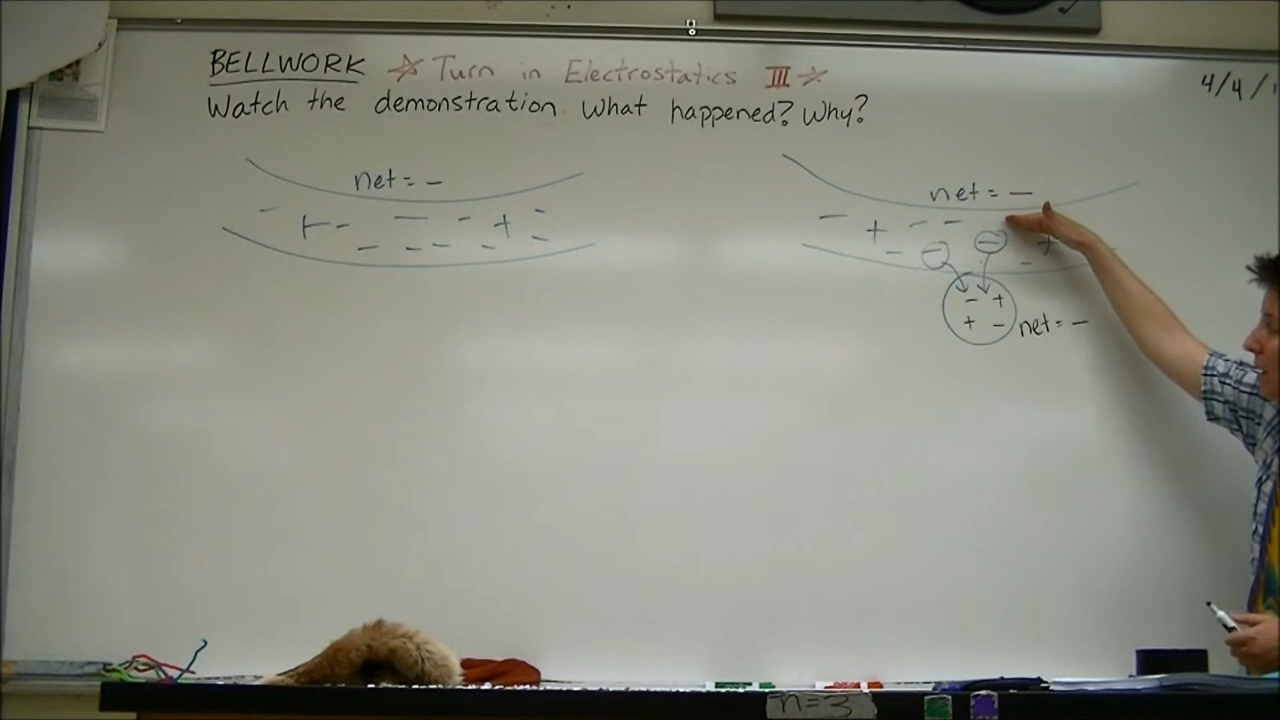 BELLWORK ☆ Turn in Electrostatics III ☆
4/4/1
Watch the demonstration. What happened? Why?
net = -
- + - - - + -
- - - - -
net = -
- + - - - +
- - -
- +
+ -
net = -
n=3